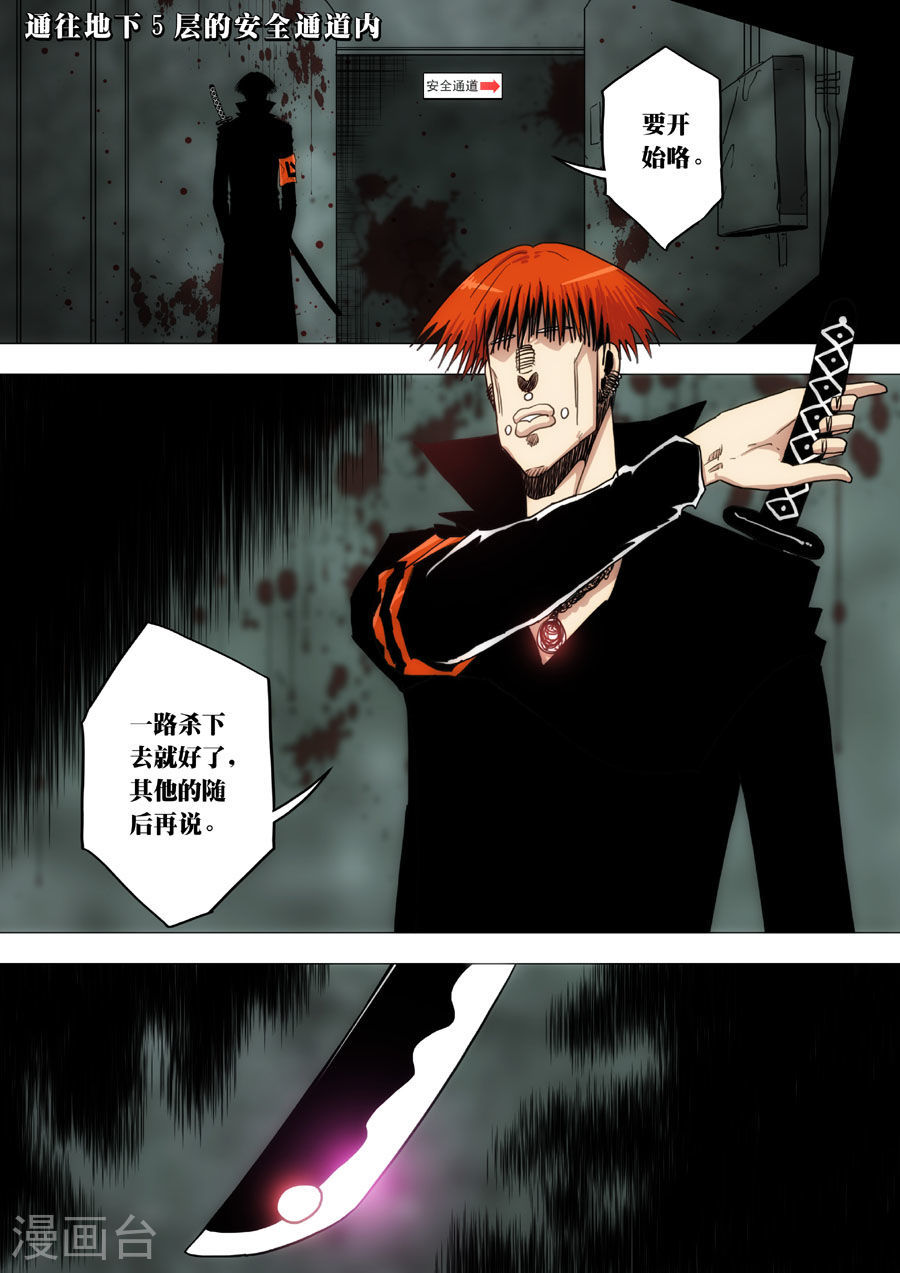 通往地下5层的安全通道内
安全通道
要开
始咯。
一路杀下
去就好了，
其他的随
后再说。
漫画台